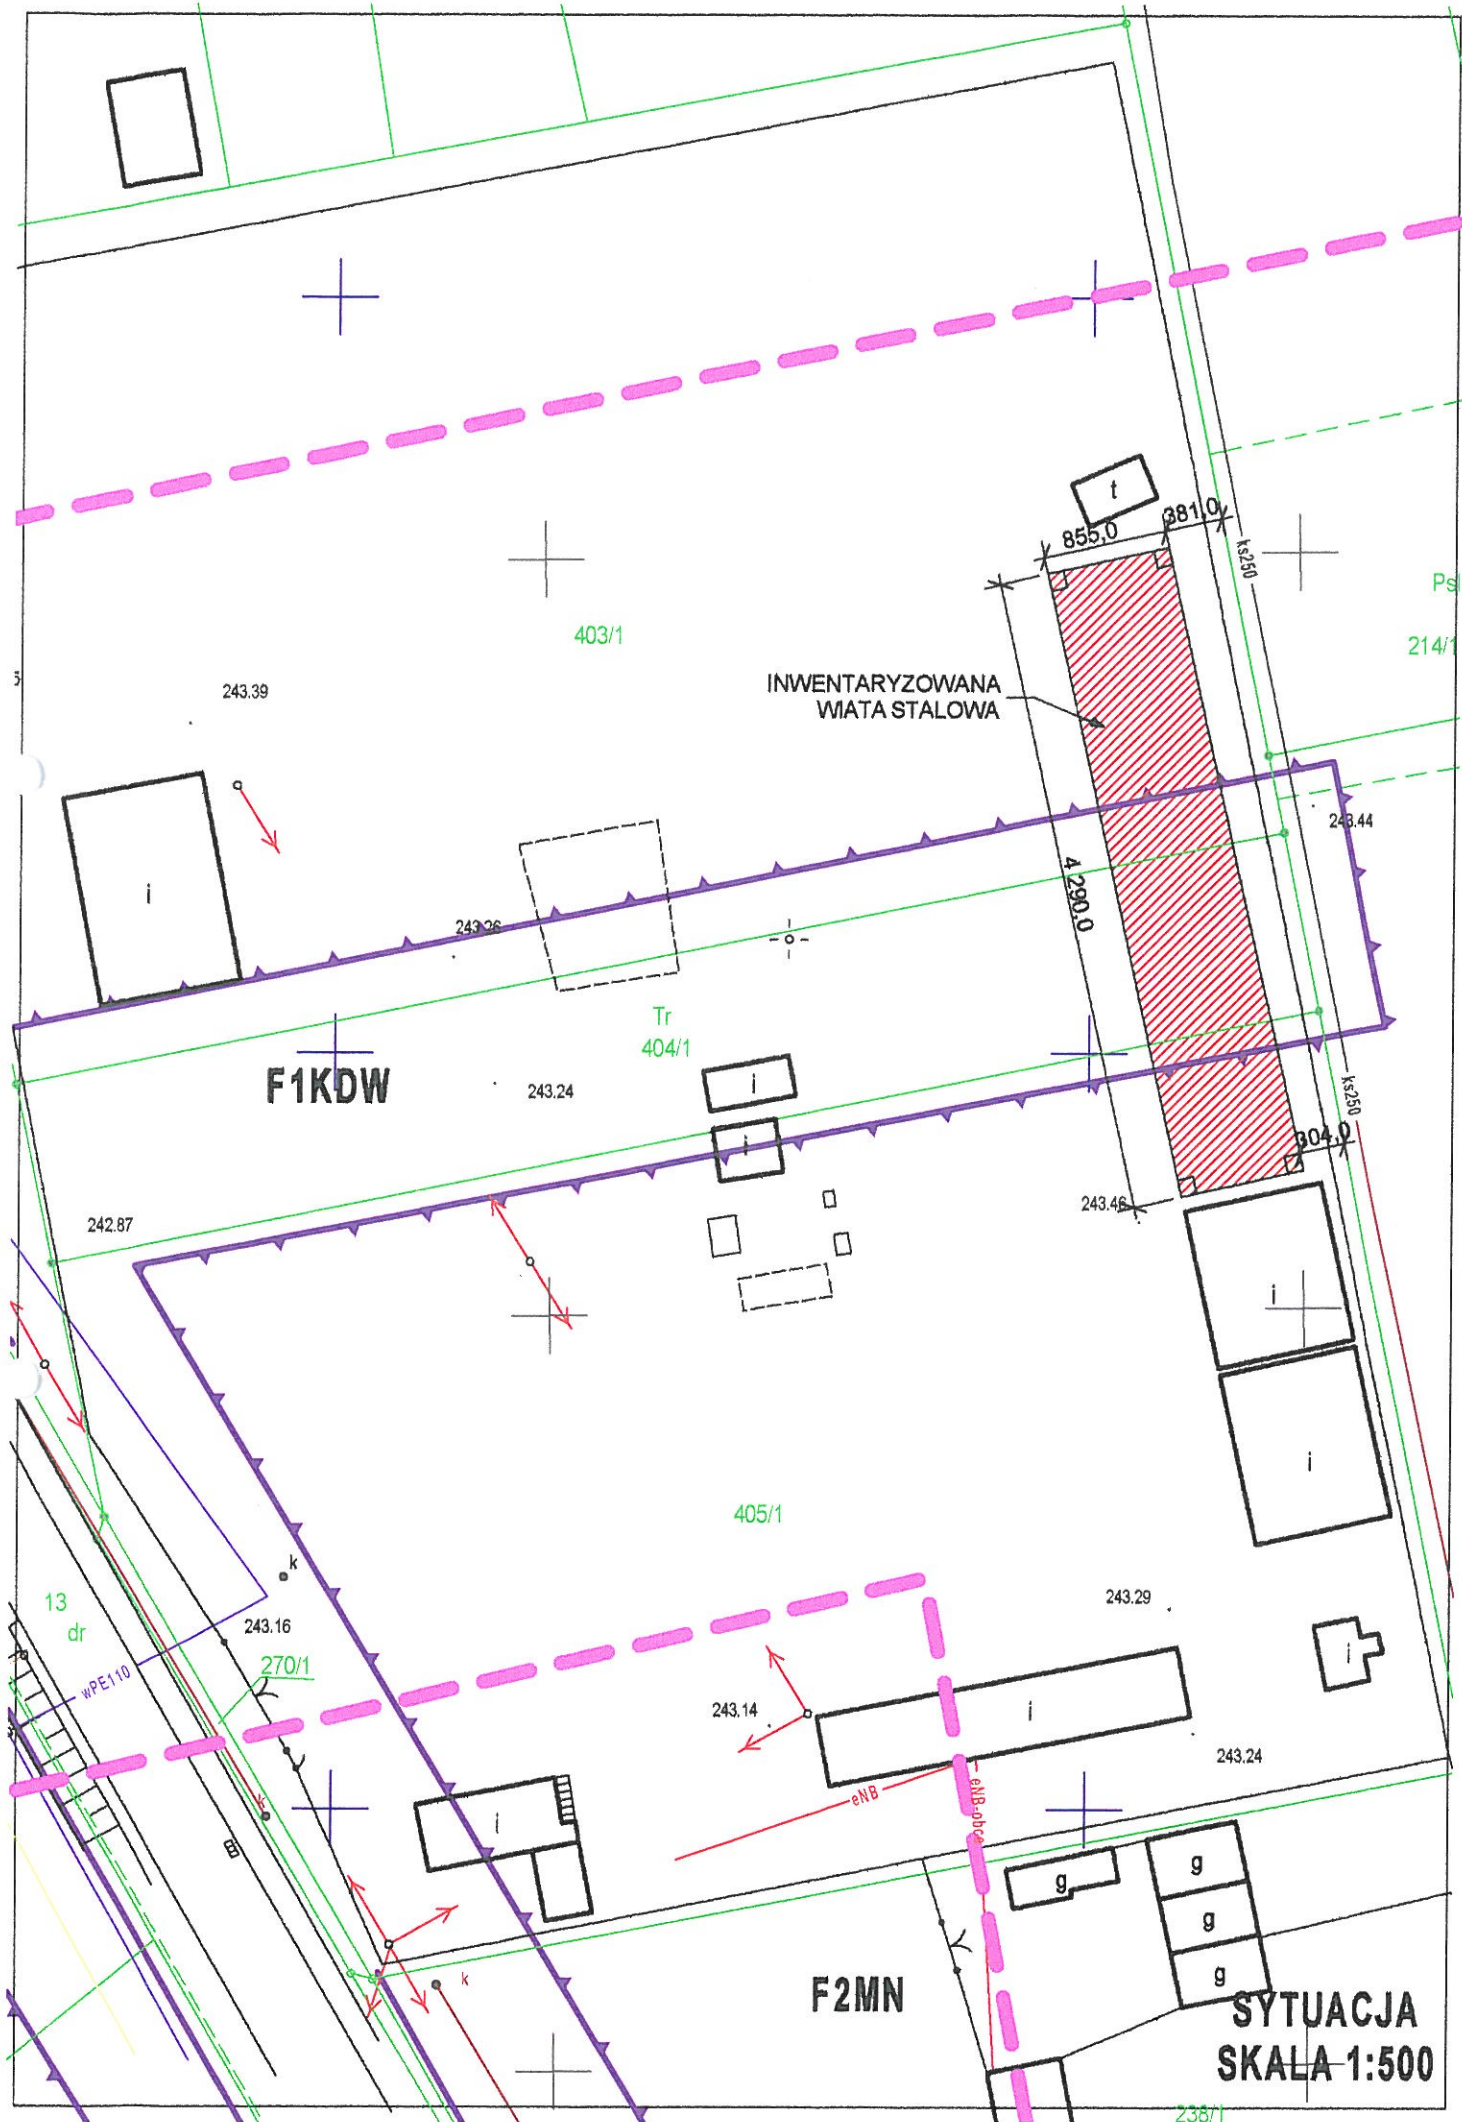 t
381,0
855,0
ks250
Ps
403/1
214/1
INWENTARYZOWANA
WIATA STALOWA
243.39
243.44
i
4 290,0
243.26
Tr
404/1
F1KDW
243.24
i
ks250
i
304,0
243.46
242.87
i
i
405/1
k
13
dr
243.16
243.29
270/1
wPE110
i
243.14
i
243.24
eNB
eNB-obce
i
k
g
g
g
g
k
F2MN
SYTUACJA
SKALA 1:500
238/1